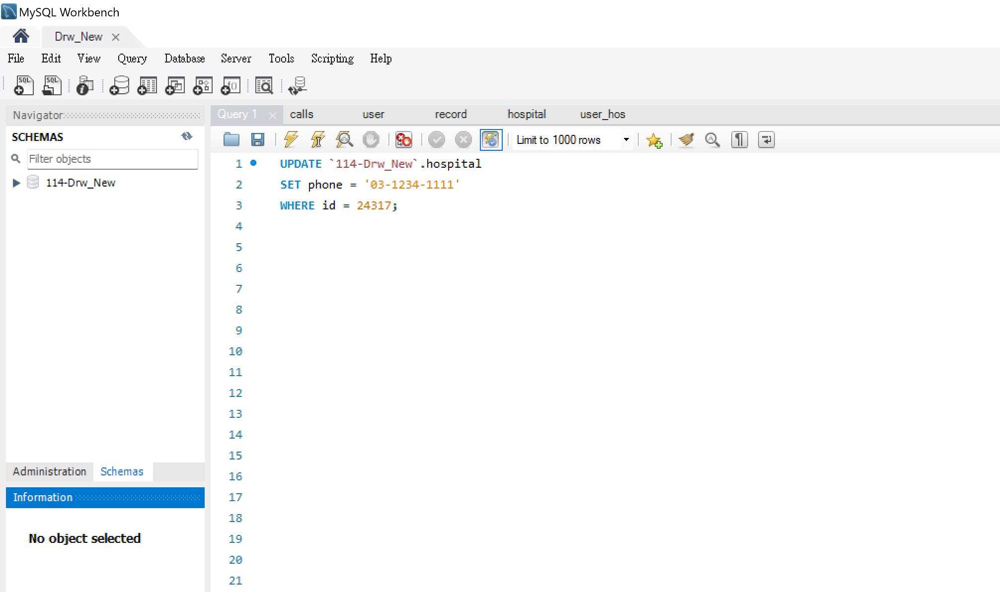 MySQL Workbench
Drw_New
File Edit View Query Database Server Tools Scripting Help
Navigator
SCHEMAS
Filter objects
114-Drw_New
Administration Schemas
Information
No object selected
Query 1 calls user record hospital user_hos
Limit to 1000 rows
1 UPDATE `114-Drw_New`.hospital
2 SET phone = '03-1234-1111'
3 WHERE id = 24317;
4
5
6
7
8
9
10
11
12
13
14
15
16
17
18
19
20
21